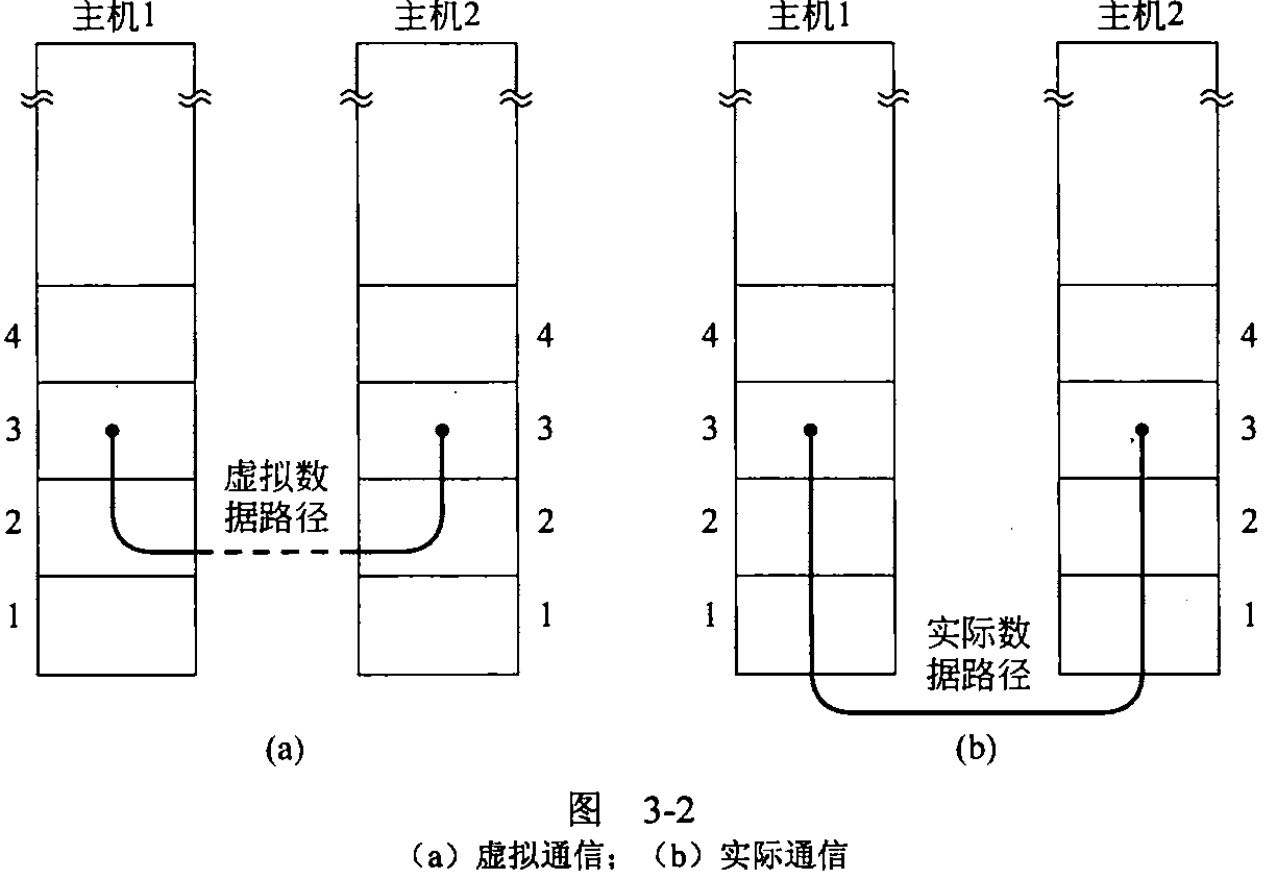 主机1 主机2 主机1 主机2
4 4 4 4
3 3 3 3
虚拟数
据路径
2 2 2 2
1 1 1 1
实际数
据路径
(a) (b)
图 3-2
(a) 虚拟通信; (b) 实际通信